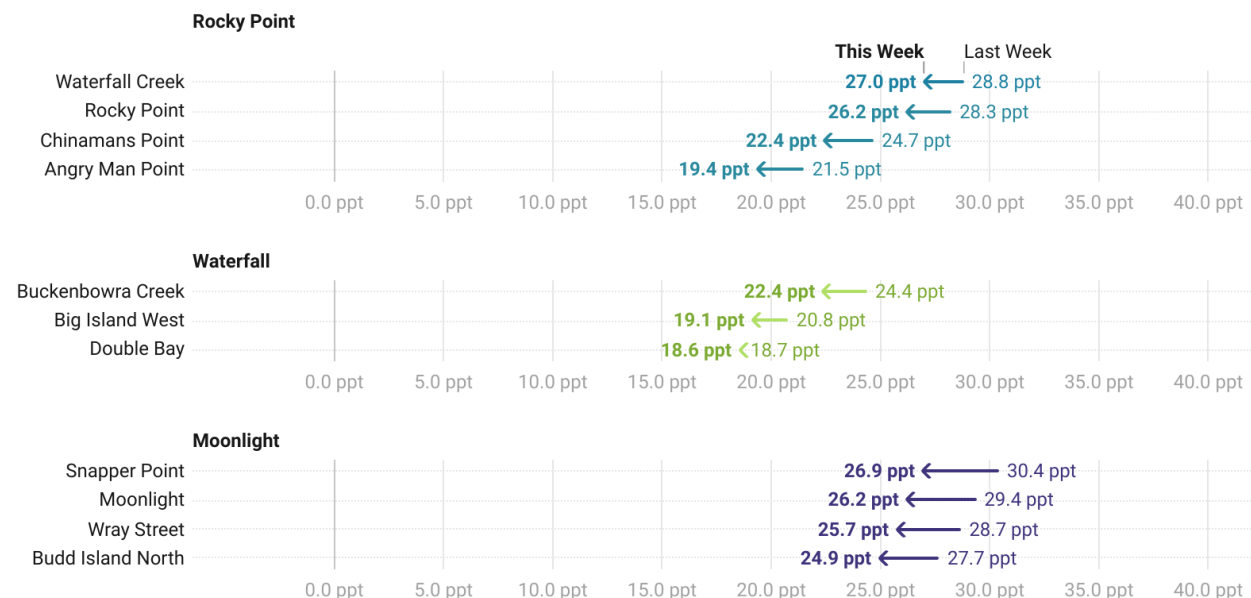 Rocky Point
This Week Last Week
Waterfall Creek 27.0 ppt 28.8 ppt
Rocky Point 26.2 ppt 28.3 ppt
Chinamans Point 22.4 ppt 24.7 ppt
Angry Man Point 19.4 ppt 21.5 ppt
0.0 ppt 5.0 ppt 10.0 ppt 15.0 ppt 20.0 ppt 25.0 ppt 30.0 ppt 35.0 ppt 40.0 ppt
Waterfall
Buckenbowra Creek 22.4 ppt 24.4 ppt
Big Island West 19.1 ppt 20.8 ppt
Double Bay 18.6 ppt 18.7 ppt
0.0 ppt 5.0 ppt 10.0 ppt 15.0 ppt 20.0 ppt 25.0 ppt 30.0 ppt 35.0 ppt 40.0 ppt
Moonlight
Snapper Point 26.9 ppt 30.4 ppt
Moonlight 26.2 ppt 29.4 ppt
Wray Street 25.7 ppt 28.7 ppt
Budd Island North 24.9 ppt 27.7 ppt
0.0 ppt 5.0 ppt 10.0 ppt 15.0 ppt 20.0 ppt 25.0 ppt 30.0 ppt 35.0 ppt 40.0 ppt